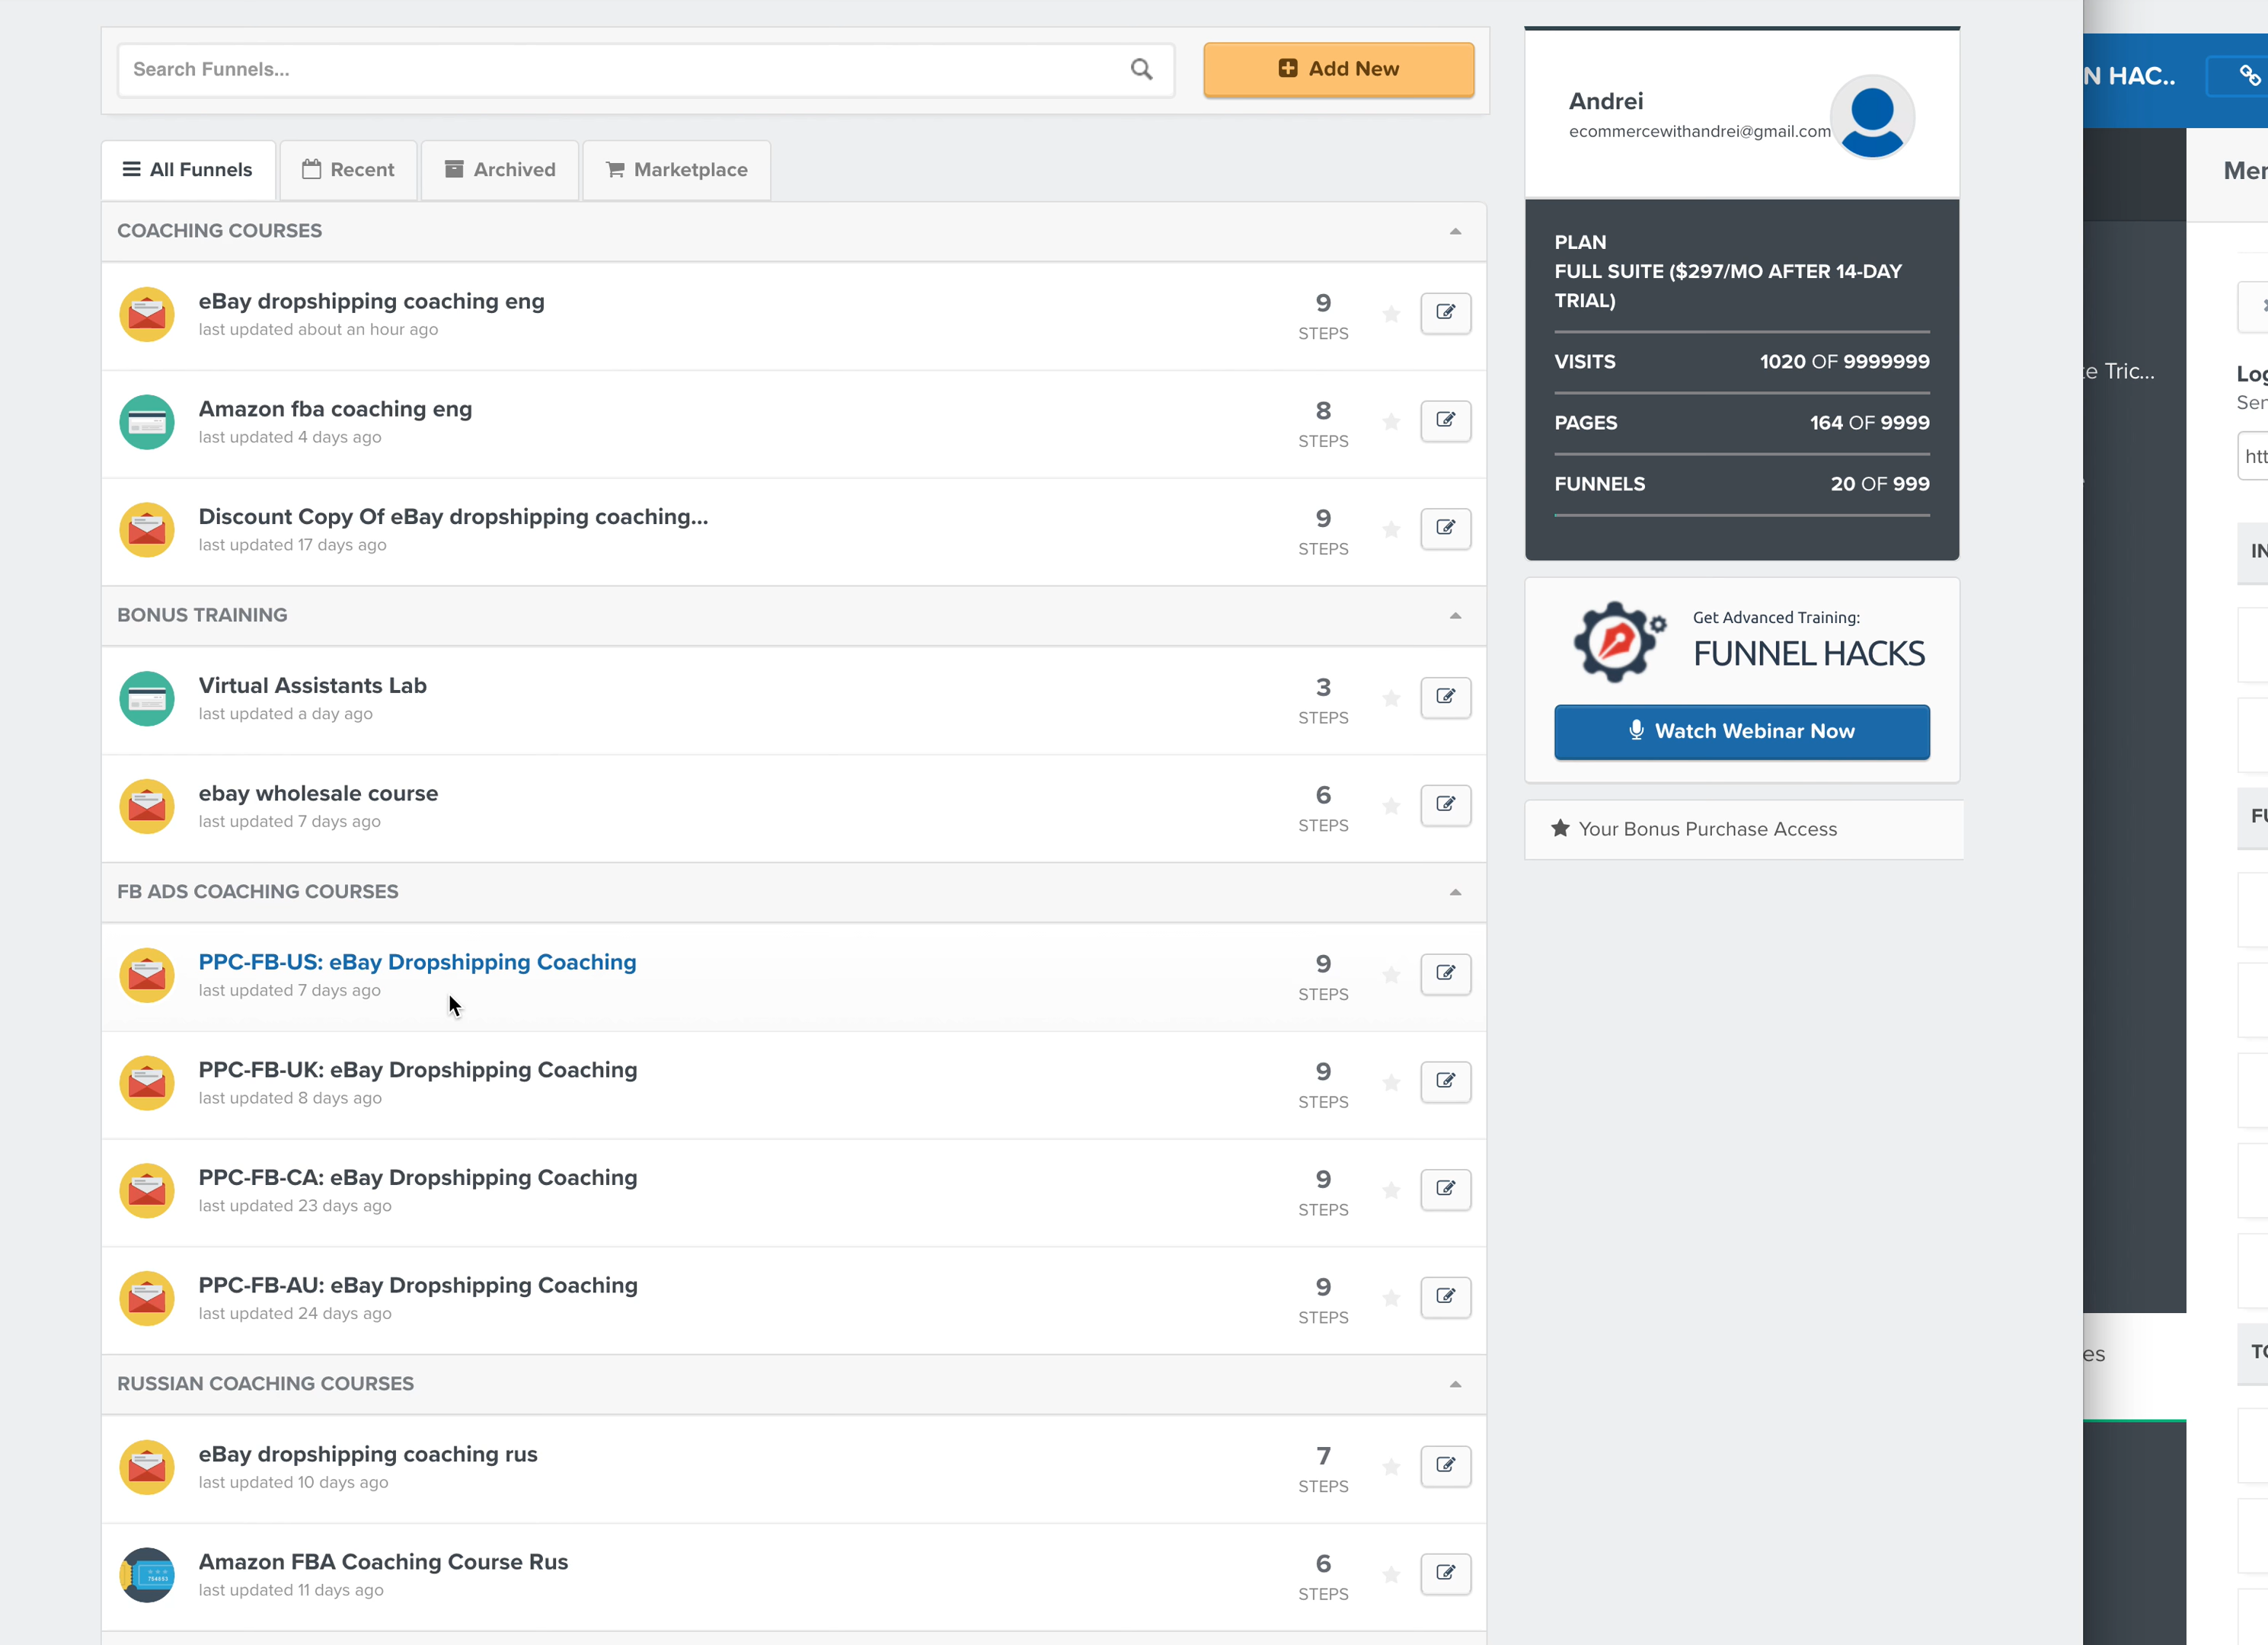 Search Funnels...
Add New
All Funnels
Recent
Archived
Marketplace
COACHING COURSES
eBay dropshipping coaching eng
last updated about an hour ago
9
STEPS
Amazon fba coaching eng
last updated 4 days ago
8
STEPS
Discount Copy Of eBay dropshipping coaching...
last updated 17 days ago
9
STEPS
BONUS TRAINING
Virtual Assistants Lab
last updated a day ago
3
STEPS
ebay wholesale course
last updated 7 days ago
6
STEPS
FB ADS COACHING COURSES
PPC-FB-US: eBay Dropshipping Coaching
last updated 7 days ago
9
STEPS
PPC-FB-UK: eBay Dropshipping Coaching
last updated 8 days ago
9
STEPS
PPC-FB-CA: eBay Dropshipping Coaching
last updated 23 days ago
9
STEPS
PPC-FB-AU: eBay Dropshipping Coaching
last updated 24 days ago
9
STEPS
RUSSIAN COACHING COURSES
eBay dropshipping coaching rus
last updated 10 days ago
7
STEPS
Amazon FBA Coaching Course Rus
last updated 11 days ago
6
STEPS
Andrei
ecommercewithandrei@gmail.com
PLAN
FULL SUITE ($297/MO AFTER 14-DAY
TRIAL)
VISITS 1020 OF 9999999
PAGES 164 OF 9999
FUNNELS 20 OF 999
Get Advanced Training:
FUNNEL HACKS
Watch Webinar Now
Your Bonus Purchase Access
N HAC..
Mer
e Tric...
Log
Ser
htt
IN
FU
es
TO